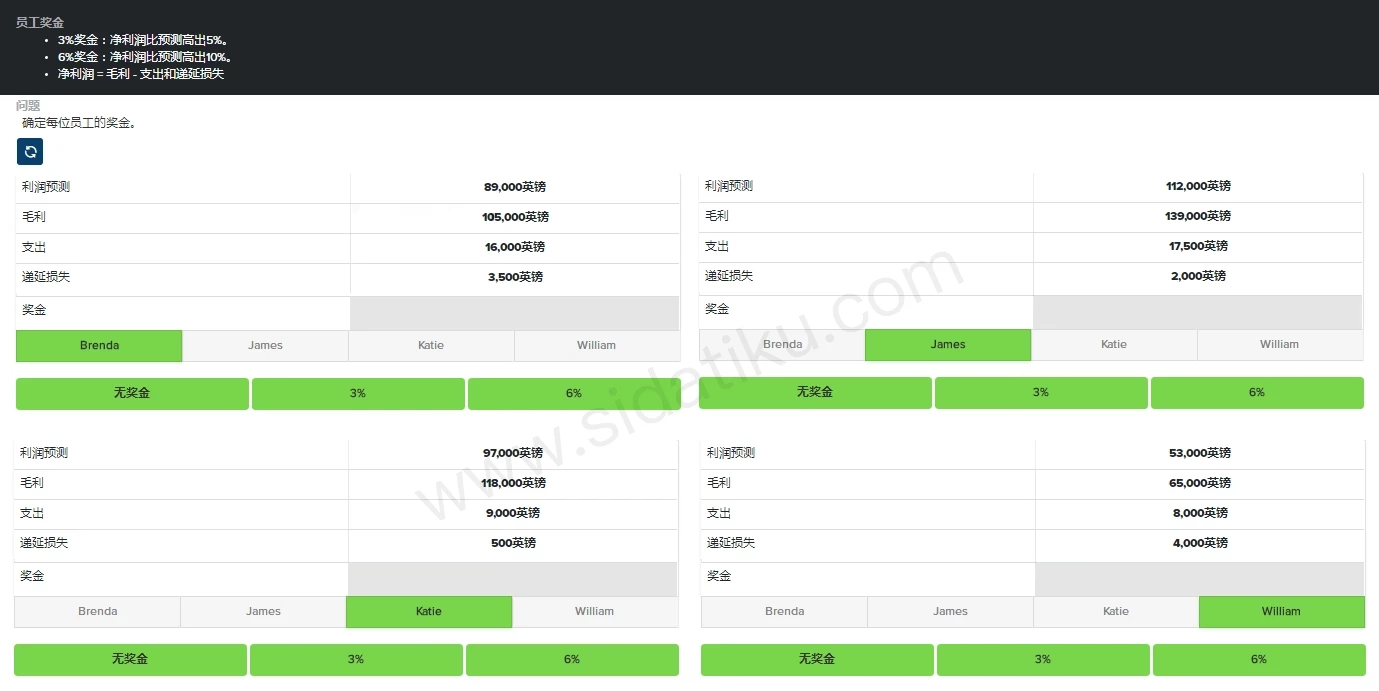 员工奖金
• 3%奖金：净利润比预测高出5%。
• 6%奖金：净利润比预测高出10%。
• 净利润 = 毛利 - 支出和递延损失
问题
确定每位员工的奖金。
利润预测 89,000英镑
毛利 105,000英镑
支出 16,000英镑
递延损失 3,500英镑
奖金
Brenda James Katie William
无奖金 3% 6%
利润预测 112,000英镑
毛利 139,000英镑
支出 17,500英镑
递延损失 2,000英镑
奖金
Brenda James Katie William
无奖金 3% 6%
利润预测 97,000英镑
毛利 118,000英镑
支出 9,000英镑
递延损失 500英镑
奖金
Brenda James Katie William
无奖金 3% 6%
利润预测 53,000英镑
毛利 65,000英镑
支出 8,000英镑
递延损失 4,000英镑
奖金
Brenda James Katie William
无奖金 3% 6%
www.sidatiku.com